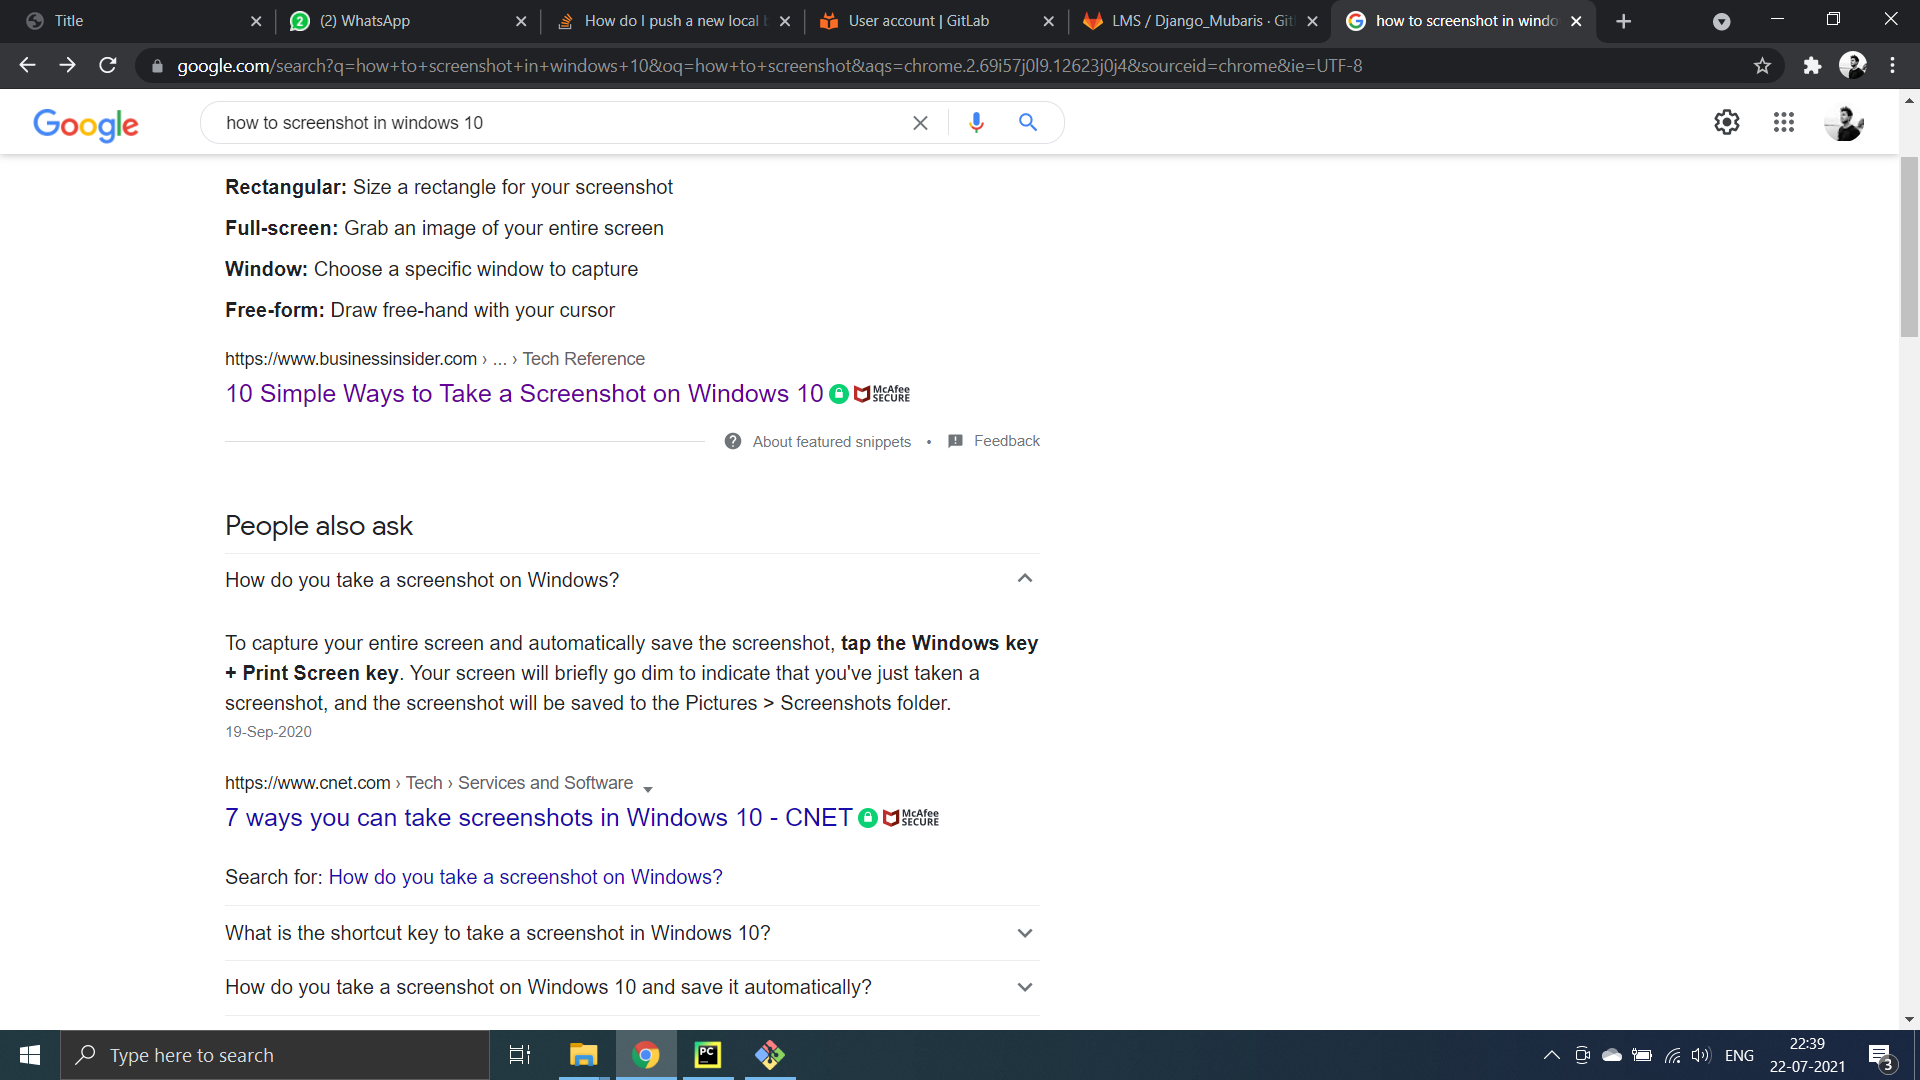 Title
(2) WhatsApp
How do I push a new local b
User account | GitLab
LMS / Django_Mubaris · Git
how to screenshot in windo
google.com/search?q=how+to+screenshot+in+windows+10&oq=how+to+screenshot&aqs=chrome.2.69i57j0l9.12623j0j4&sourceid=chrome&ie=UTF-8
Google
how to screenshot in windows 10
Rectangular: Size a rectangle for your screenshot
Full-screen: Grab an image of your entire screen
Window: Choose a specific window to capture
Free-form: Draw free-hand with your cursor
https://www.businessinsider.com › ... › Tech Reference
10 Simple Ways to Take a Screenshot on Windows 10 McAfee SECURE
About featured snippets • Feedback
People also ask
How do you take a screenshot on Windows?
To capture your entire screen and automatically save the screenshot, tap the Windows key
+ Print Screen key. Your screen will briefly go dim to indicate that you've just taken a
screenshot, and the screenshot will be saved to the Pictures > Screenshots folder.
19-Sep-2020
https://www.cnet.com › Tech › Services and Software
7 ways you can take screenshots in Windows 10 - CNET McAfee SECURE
Search for: How do you take a screenshot on Windows?
What is the shortcut key to take a screenshot in Windows 10?
How do you take a screenshot on Windows 10 and save it automatically?
Type here to search
PC
ENG
22:39
22-07-2021
3